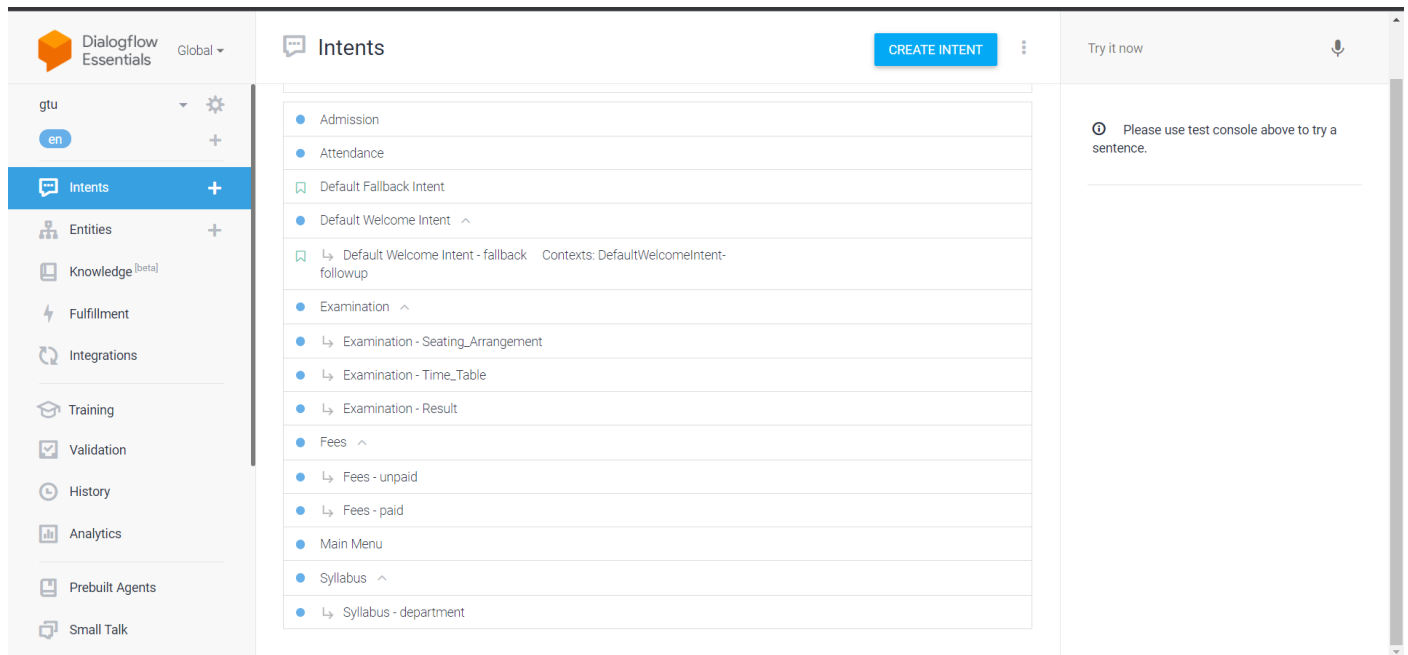 Dialogflow
Essentials
Global
gtu
en
Intents
Entities
Knowledge [beta]
Fulfillment
Integrations
Training
Validation
History
Analytics
Prebuilt Agents
Small Talk
Intents
CREATE INTENT
Admission
Attendance
Default Fallback Intent
Default Welcome Intent
Default Welcome Intent - fallback Contexts: DefaultWelcomeIntent-
followup
Examination
Examination - Seating_Arrangement
Examination - Time_Table
Examination - Result
Fees
Fees - unpaid
Fees - paid
Main Menu
Syllabus
Syllabus - department
Try it now
Please use test console above to try a
sentence.